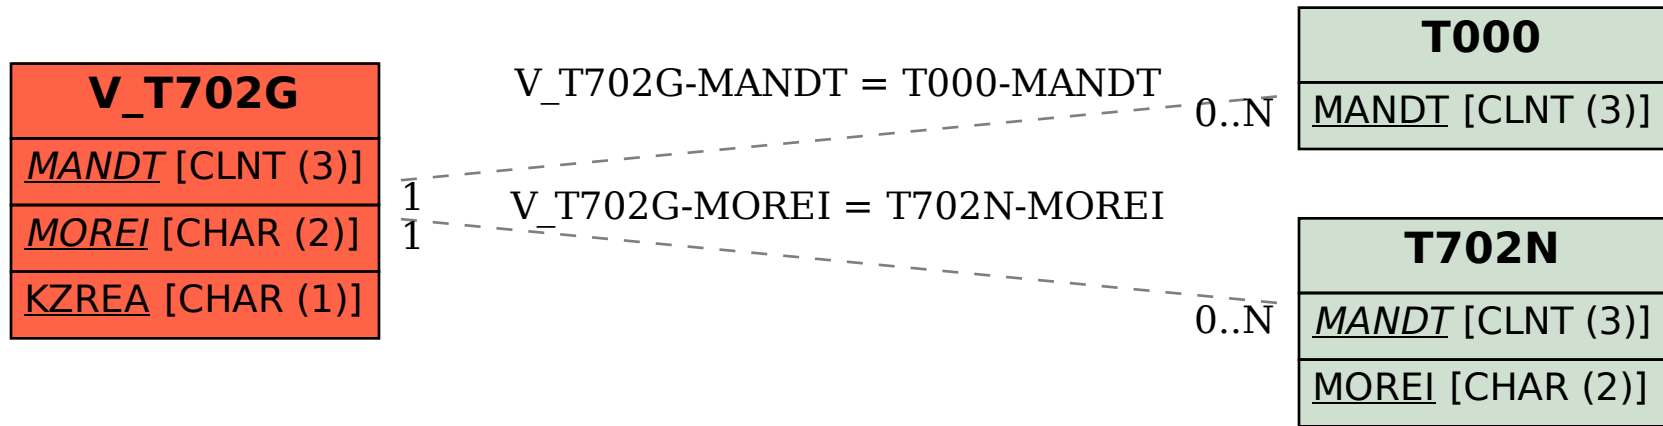 V_T702G
MANDT [CLNT (3)]
MOREI [CHAR (2)]
KZREA [CHAR (1)]
V_T702G-MANDT = T000-MANDT
0..N
1
V_T702G-MOREI = T702N-MOREI
1
0..N
T000
MANDT [CLNT (3)]
T702N
MANDT [CLNT (3)]
MOREI [CHAR (2)]